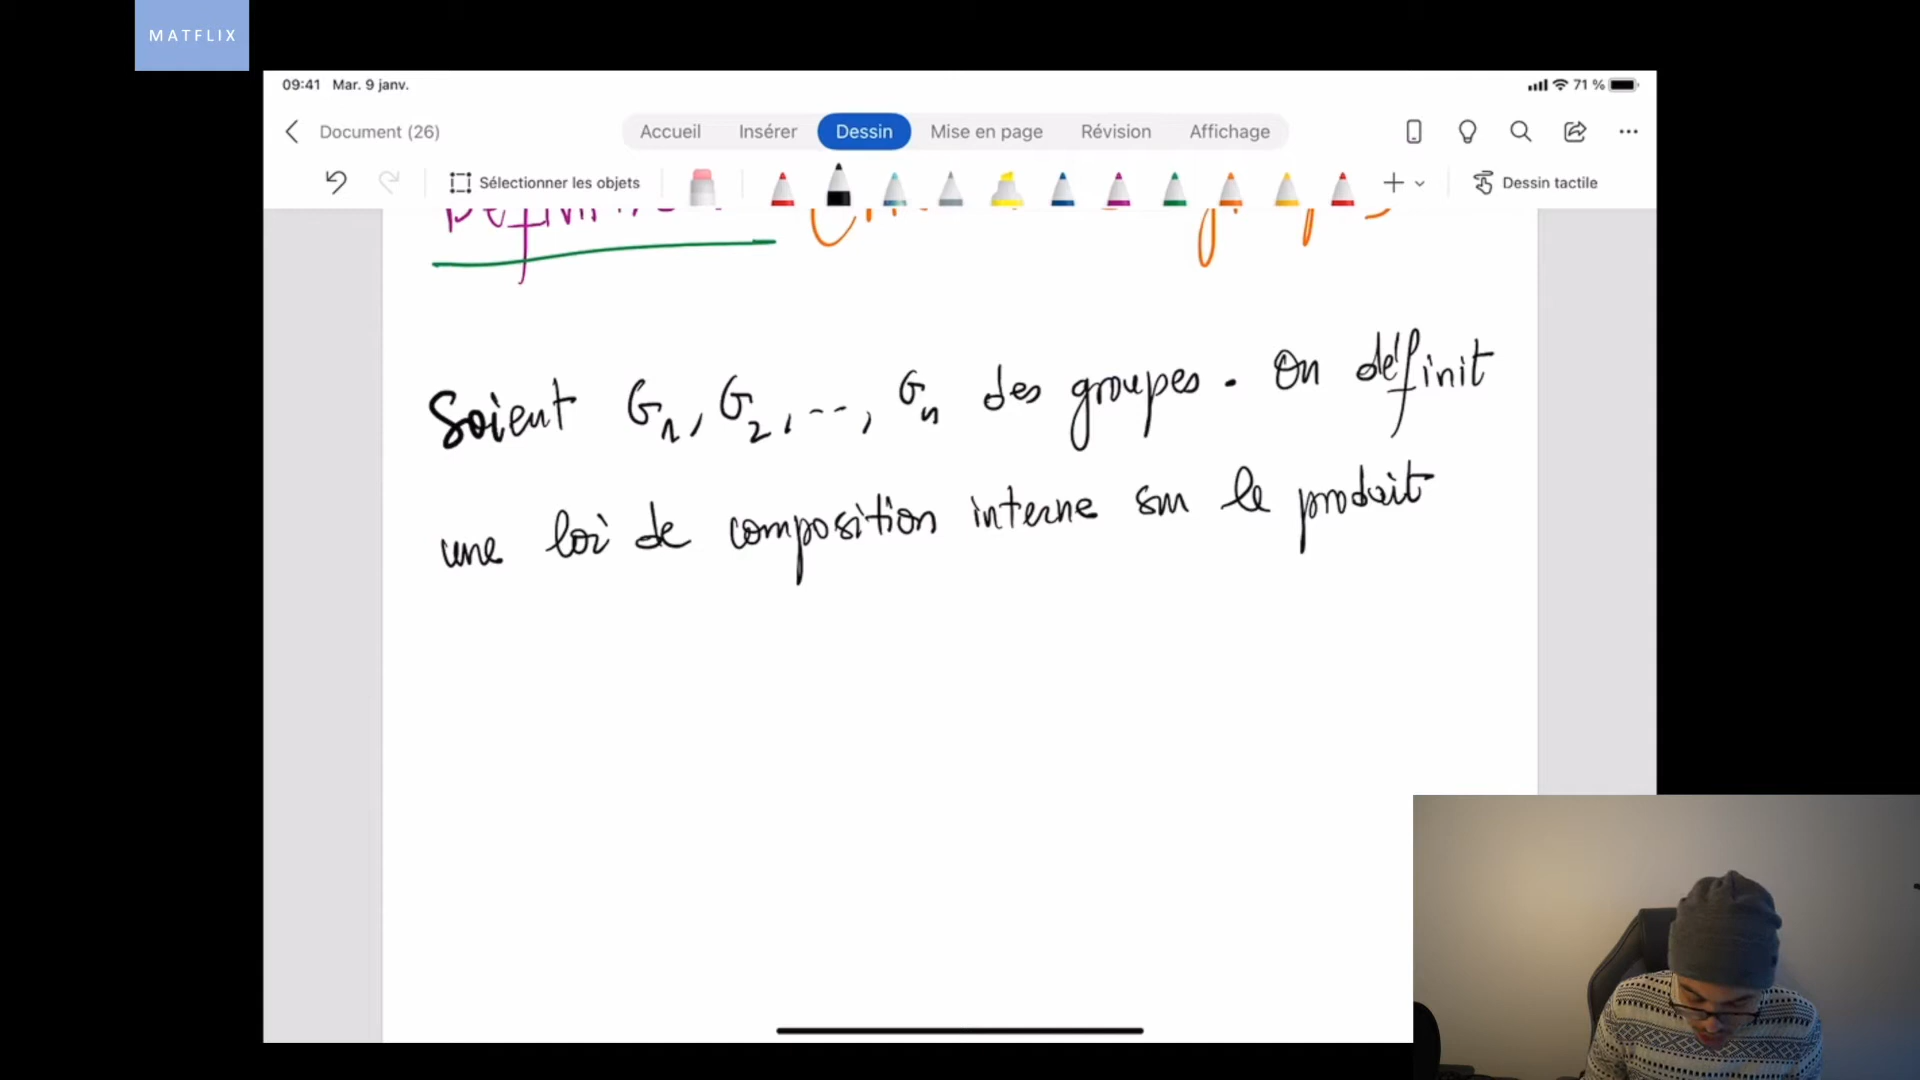 MATFLIX
09:41 Mar. 9 janv.
71 %
Document (26)
Accueil Insérer Dessin Mise en page Révision Affichage
Sélectionner les objets
Dessin tactile
Soient G1, G2, ..., Gn des groupes. On définit
une loi de composition interne sur le produit